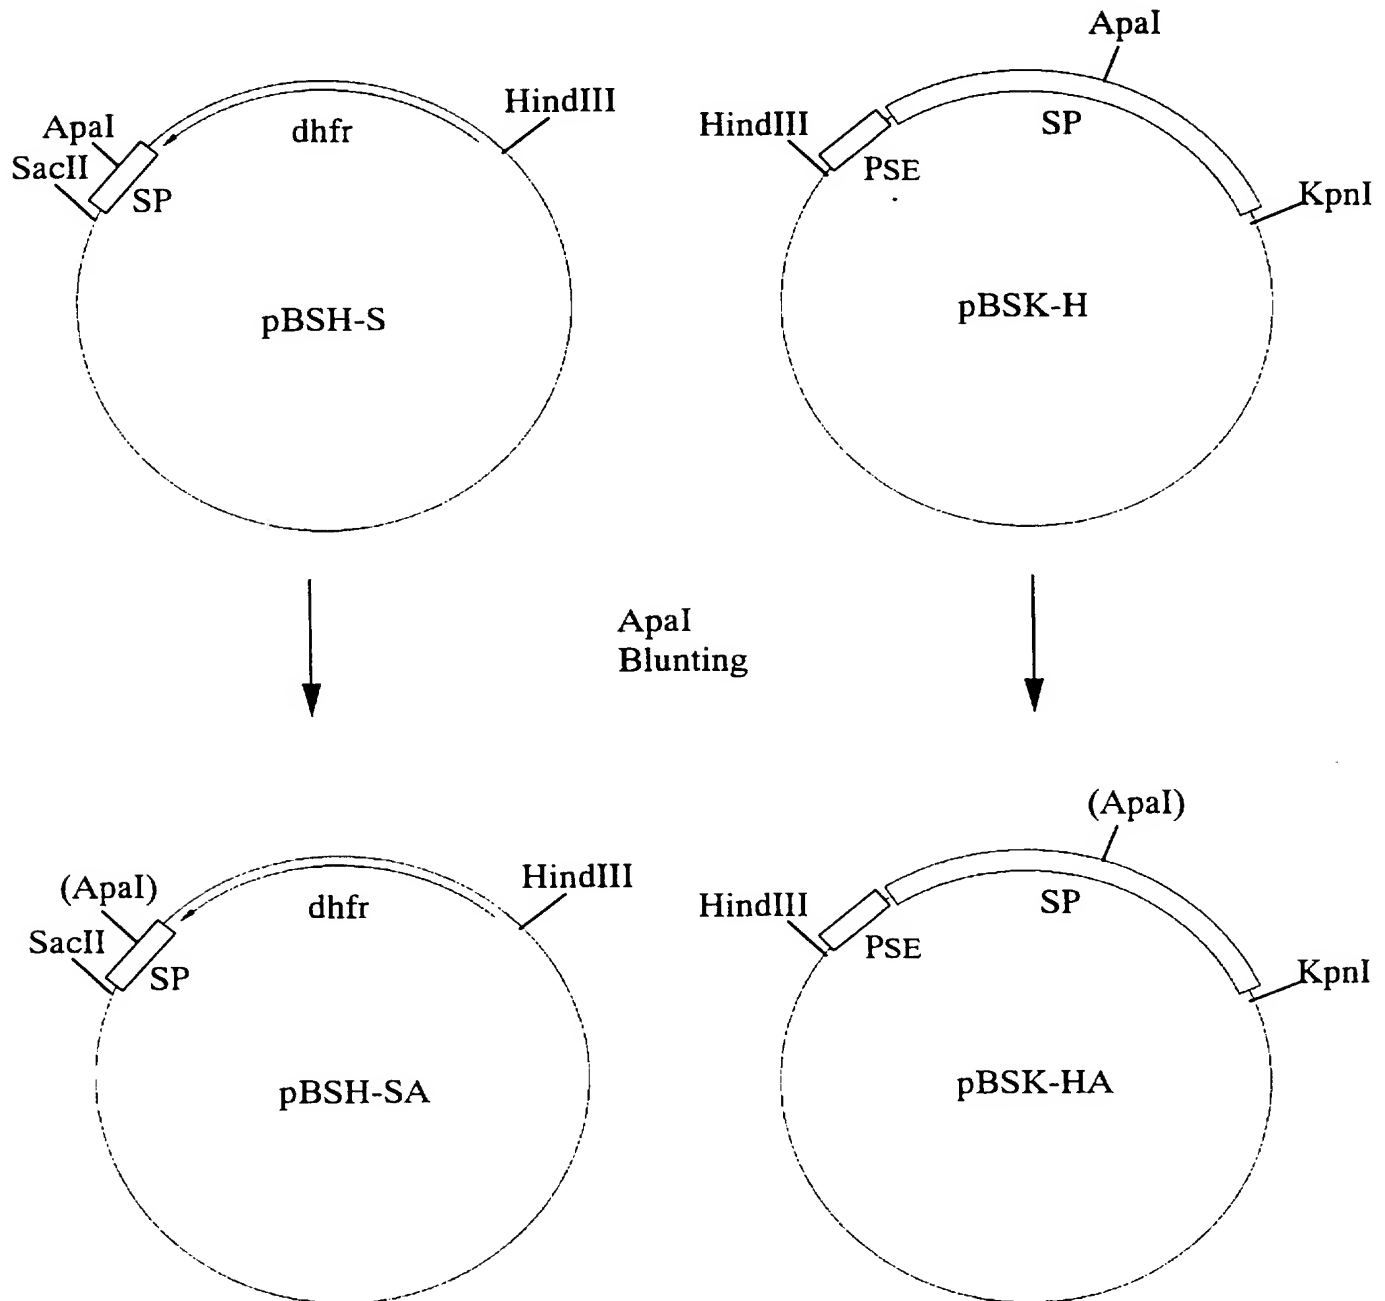 ApaI
HindIII
ApaI
dhfr
SacII
SP
pBSH-S
HindIII
SP
PSE
KpnI
pBSK-H
ApaI
Blunting
(ApaI)
HindIII
dhfr
SacII
SP
pBSH-SA
(ApaI)
HindIII
SP
PSE
KpnI
pBSK-HA